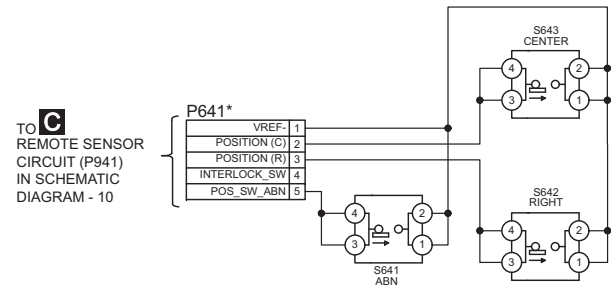 S643
CENTER
4
2
3
1
P641*
TO C
REMOTE SENSOR
CIRCUIT (P941)
IN SCHEMATIC
DIAGRAM - 10
VREF- 1
POSITION (C) 2
POSITION (R) 3
INTERLOCK_SW 4
POS_SW_ABN 5
S642
RIGHT
4
2
3
1
4
2
3
1
S641
ABN